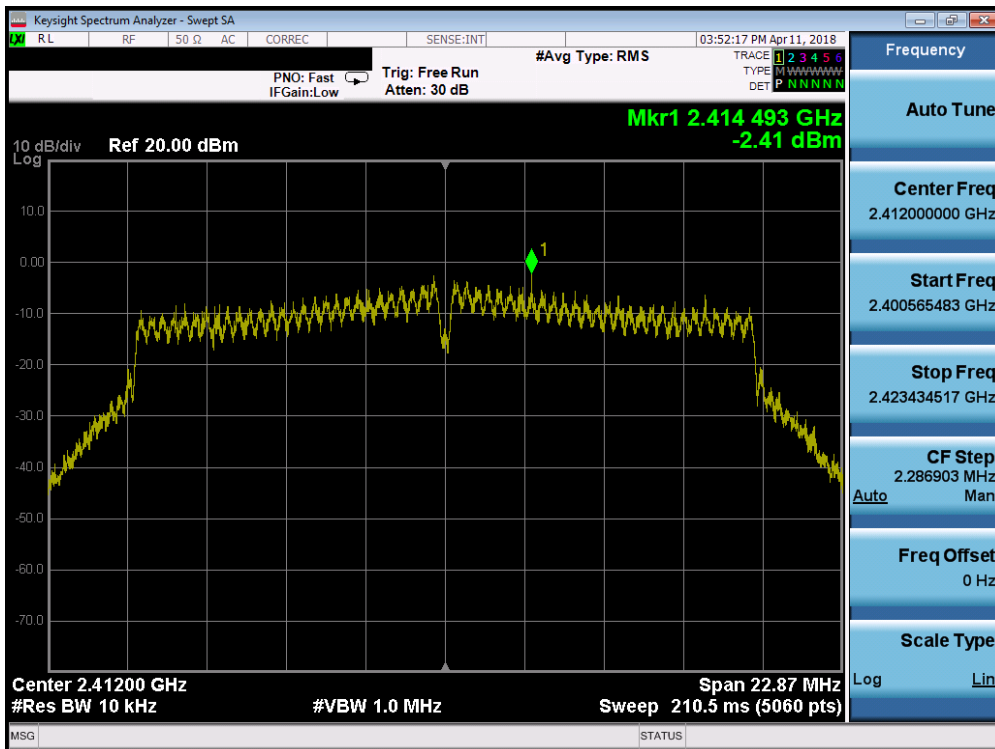 Keysight Spectrum Analyzer - Swept SA
LXI RL RF 50 Ω AC CORREC SENSE:INT 03:52:17 PM Apr 11, 2018
#Avg Type: RMS
PNO: Fast
IFGain:Low
Trig: Free Run
Atten: 30 dB
TRACE 1 2 3 4 5 6
TYPE M WWWWW
DET P N N N N N
Mkr1 2.414 493 GHz
-2.41 dBm
10 dB/div Ref 20.00 dBm
Log
10.0
0.00
-10.0
-20.0
-30.0
-40.0
-50.0
-60.0
-70.0
1
Center 2.41200 GHz Span 22.87 MHz
#Res BW 10 kHz #VBW 1.0 MHz Sweep 210.5 ms (5060 pts)
MSG STATUS
Frequency
Auto Tune
Center Freq
2.412000000 GHz
Start Freq
2.400565483 GHz
Stop Freq
2.423434517 GHz
CF Step
2.286903 MHz
Auto Man
Freq Offset
0 Hz
Scale Type
Log Lin